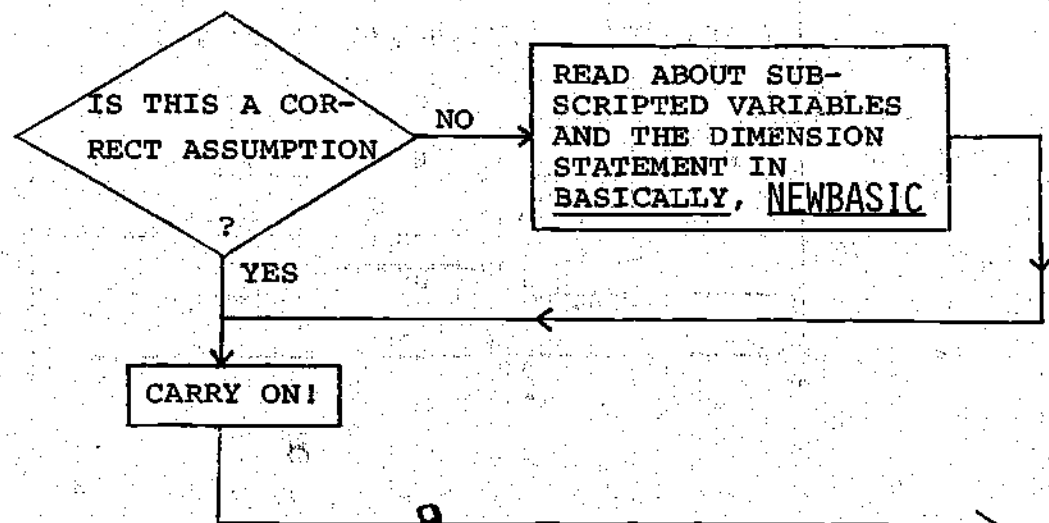 IS THIS A COR-
RECT ASSUMPTION
?
NO
READ ABOUT SUB-
SCRIPTED VARIABLES
AND THE DIMENSION
STATEMENT IN
BASICALLY, NEWBASIC
YES
CARRY ON!
9